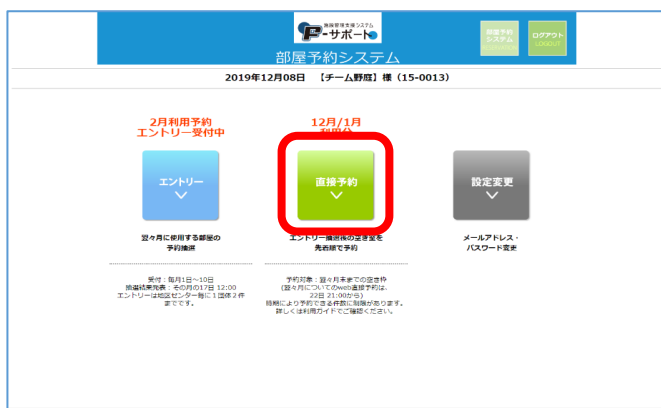 施設管理支援システム
F-サポート
部屋予約システム
部屋予約
システム
RESERVATION
ログアウト
LOGOUT
2019年12月08日 【チーム野庭】様（15-0013）
2月利用予約
エントリー受付中
12月/1月
利用分
エントリー
直接予約
設定変更
翌々月に使用する部屋の
予約抽選
エントリー抽選後の空き室を
先着順で予約
メールアドレス・
パスワード変更
受付：毎月1日～10日
抽選結果発表：その月の17日 12:00
エントリーは地区センター毎に１団体２件
までです。
予約対象：翌々月末までの空き枠
(翌々月についてのweb直接予約は、
22日 21:00から)
時期により予約できる件数に制限があります。
詳しくは利用ガイドでご確認ください。